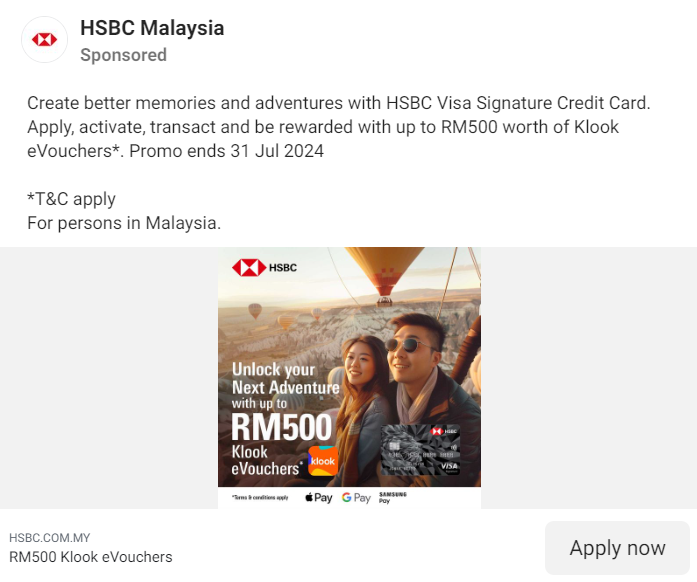 HSBC Malaysia
Sponsored
Create better memories and adventures with HSBC Visa Signature Credit Card.
Apply, activate, transact and be rewarded with up to RM500 worth of Klook
eVouchers*. Promo ends 31 Jul 2024
*T&C apply
For persons in Malaysia.
HSBC
Unlock your
Next Adventure
with up to
RM500
Klook
eVouchers*
klook
HSBC
VISA
*Terms & conditions apply
Pay
G Pay
SAMSUNG
Pay
HSBC.COM.MY
RM500 Klook eVouchers
Apply now